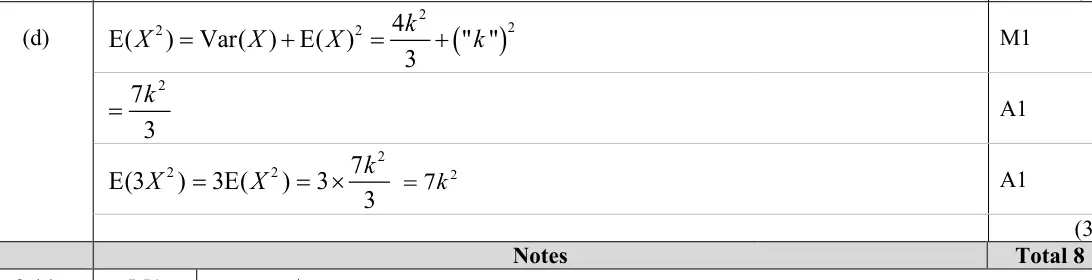 (d) E(X²) = Var(X) + E(X)² = 4k²/3 + ("k")² M1
= 7k²/3 A1
E(3X²) = 3E(X²) = 3 × 7k²/3 = 7k² A1
(3
Notes Total 8